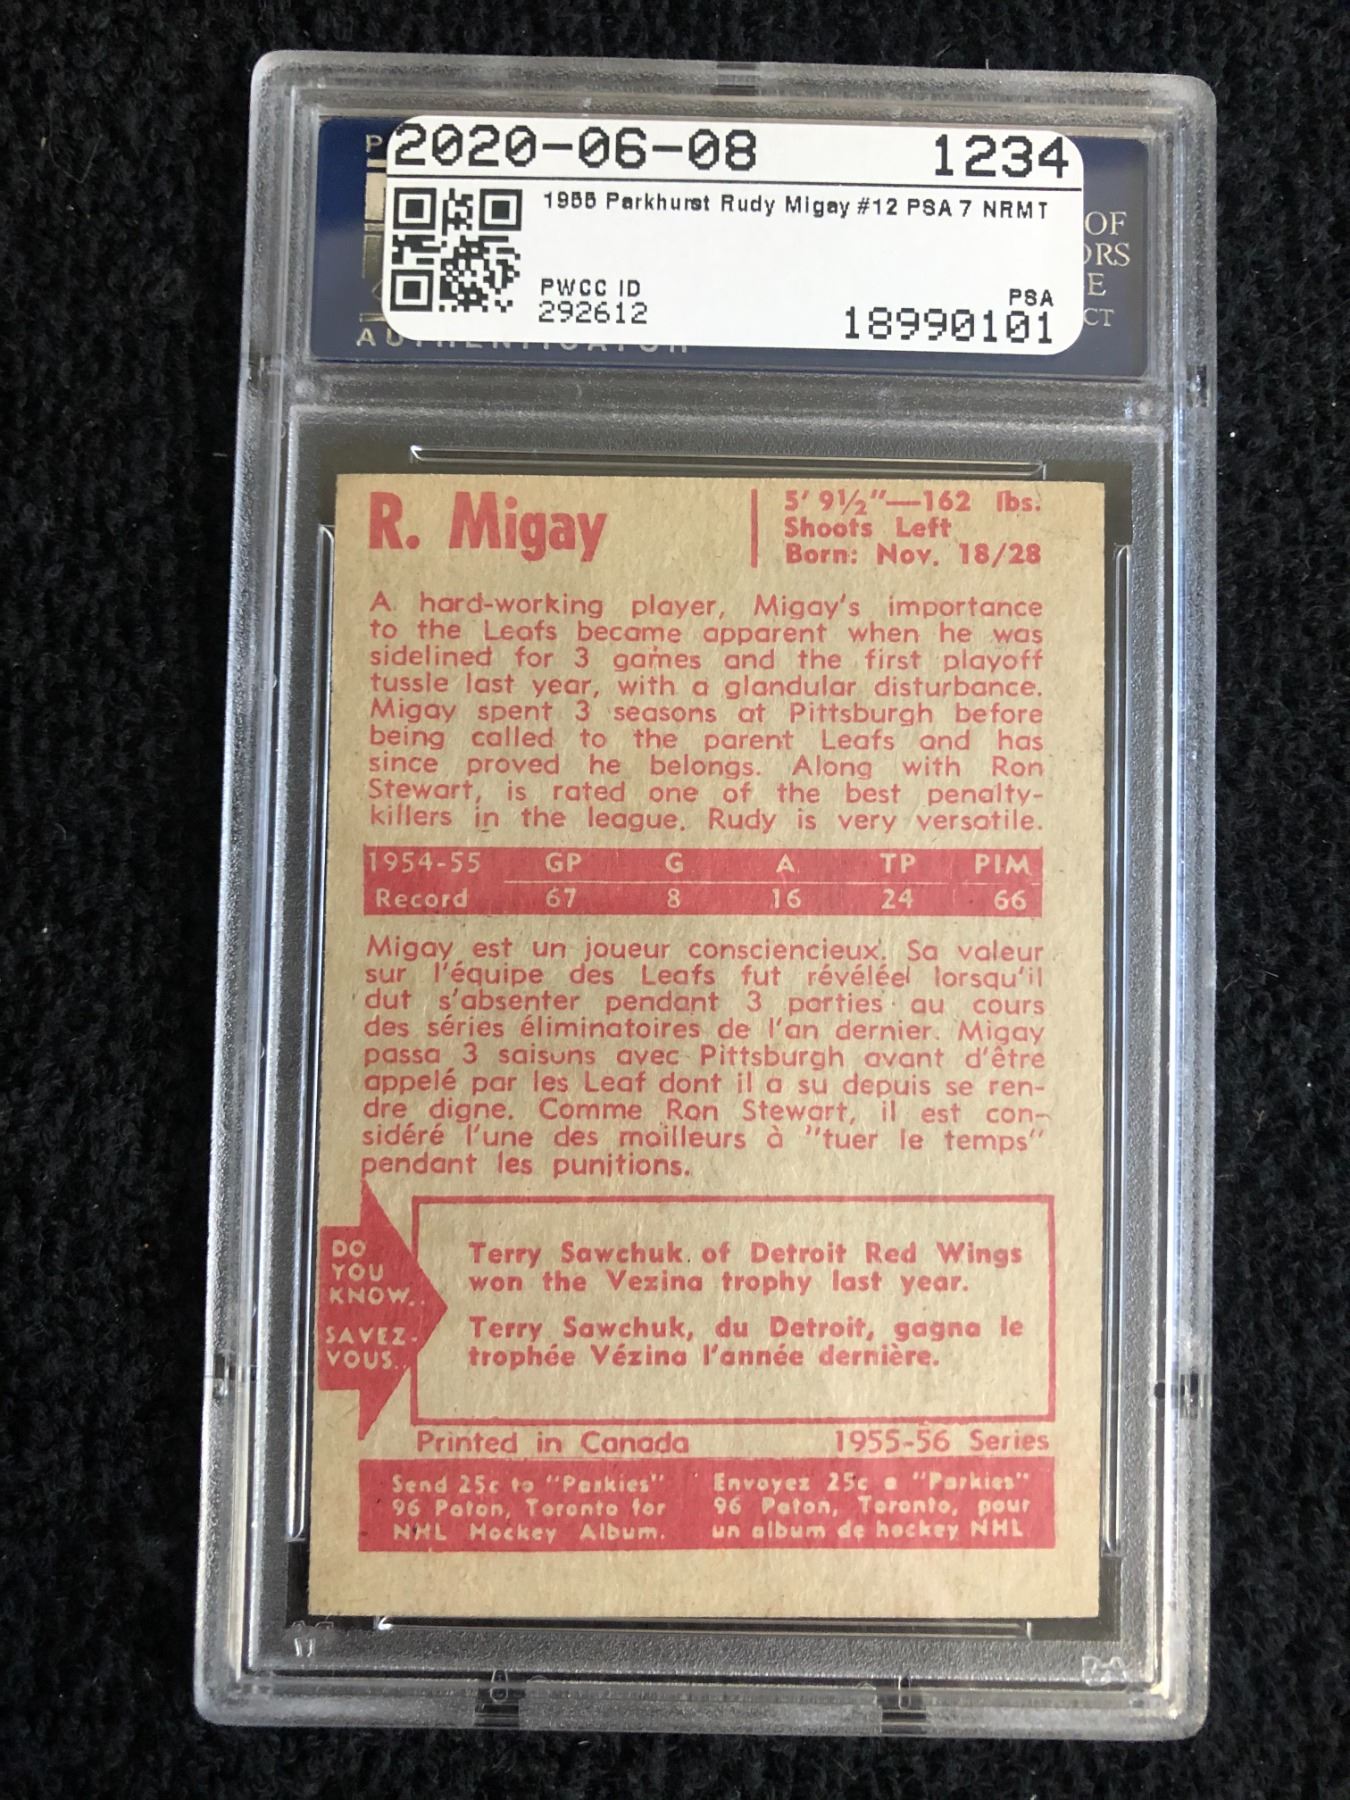 2020-06-08 1234
1955 Parkhurst Rudy Migay #12 PSA 7 NRMT
PWCC ID
292612
PSA
18990101
OF
CT
R. Migay
5' 9½"—162 lbs.
Shoots Left
Born: Nov. 18/28
A hard-working player, Migay's importance
to the Leafs became apparent when he was
sidelined for 3 games and the first playoff
tussle last year, with a glandular disturbance.
Migay spent 3 seasons at Pittsburgh before
being called to the parent Leafs and has
since proved he belongs. Along with Ron
Stewart, is rated one of the best penalty-
killers in the league. Rudy is very versatile.
1954-55 GP G A TP PIM
Record 67 8 16 24 66
Migay est un joueur consciencieux. Sa valeur
sur l'équipe des Leafs fut révéléel lorsqu'il
dut s'absenter pendant 3 parties au cours
des séries éliminatoires de l'an dernier. Migay
passa 3 saisuns avec Pittsburgh avant d'être
appelé par les Leaf dont il a su depuis se ren-
dre digne. Comme Ron Stewart, il est con-
sidéré l'une des mailleurs à "tuer le temps"
pendant les punitions.
DO
YOU
KNOW..
SAVEZ-
VOUS..
Terry Sawchuk of Detroit Red Wings
won the Vezina trophy last year.
Terry Sawchuk, du Detroit, gagna le
trophée Vézina l'année dernière.
Printed in Canada 1955-56 Series
Send 25c to "Parkies"
96 Paton, Toronto for
NHL Hockey Album.
Envoyez 25c a "Parkies"
96 Paton, Toronto, pour
un album de hockey NHL